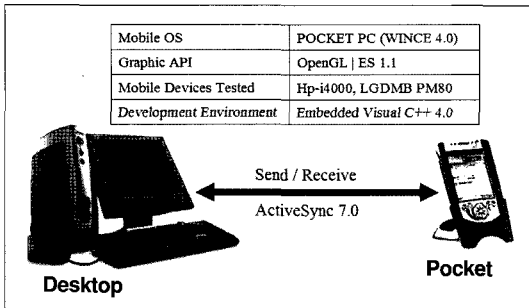 Mobile OS POCKET PC (WINCE 4.0)
Graphic API OpenGL | ES 1.1
Mobile Devices Tested Hp-i4000, LGDMB PM80
Development Environment Embedded Visual C++ 4.0
Send / Receive
ActiveSync 7.0
Desktop
Pocket